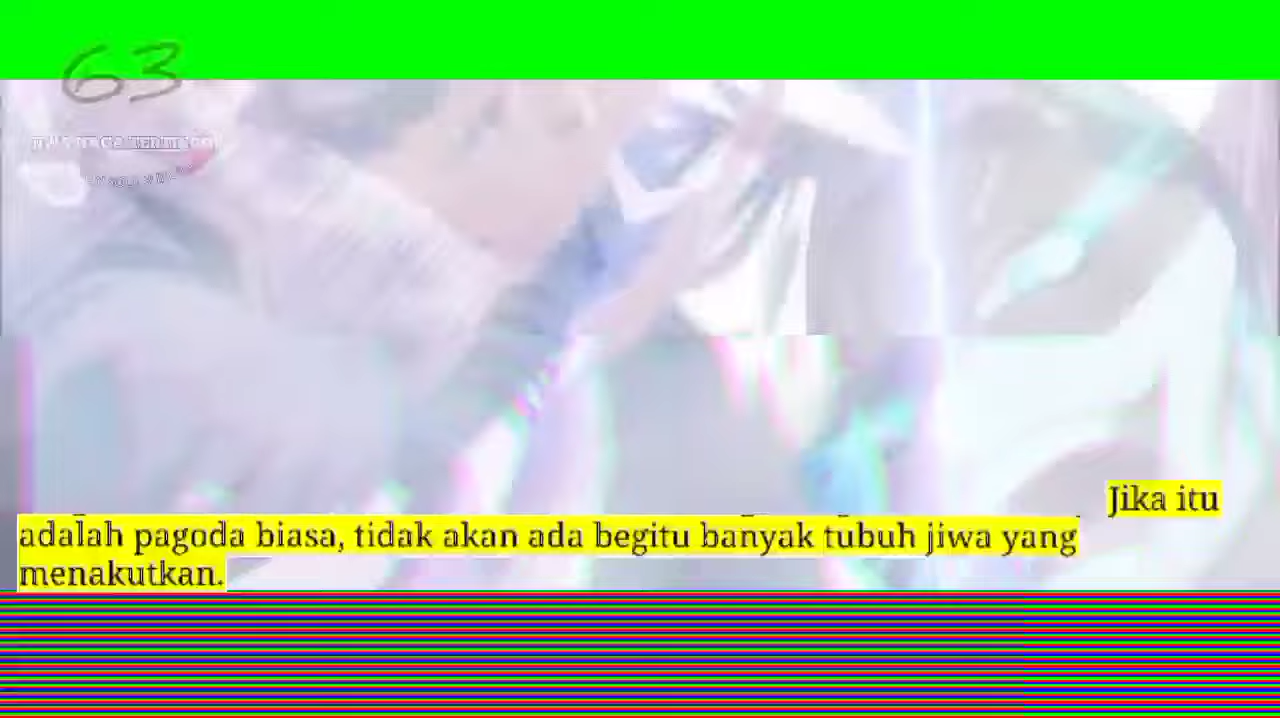 63
Jika itu
adalah pagoda biasa, tidak akan ada begitu banyak tubuh jiwa yang
menakutkan.